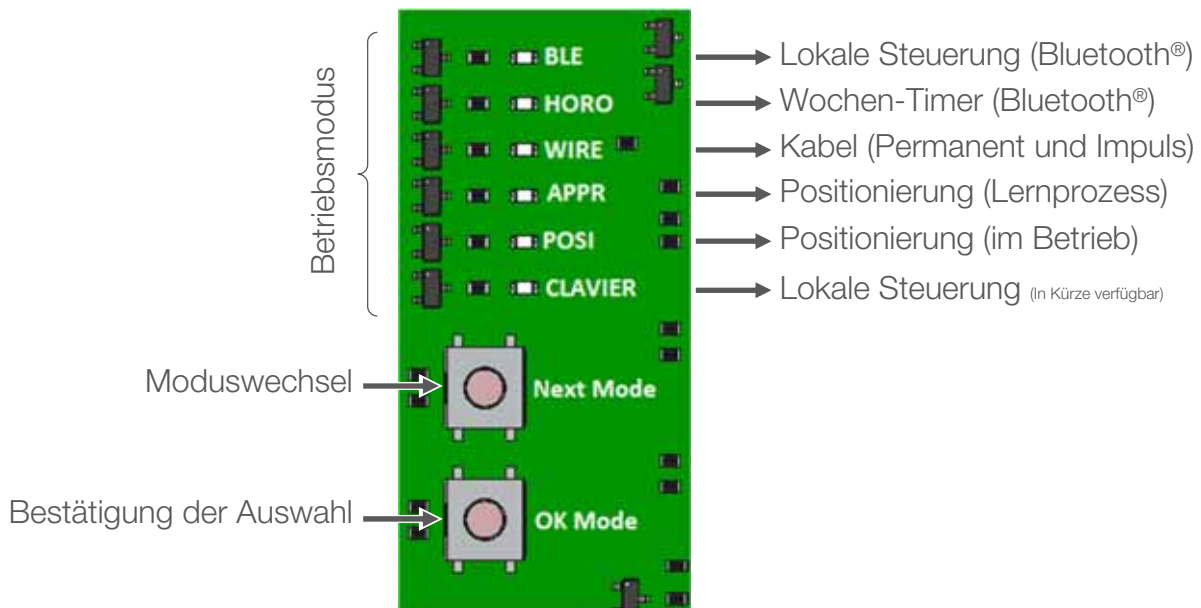 Betriebsmodus
BLE Lokale Steuerung (Bluetooth®)
HORO Wochen-Timer (Bluetooth®)
WIRE Kabel (Permanent und Impuls)
APPR Positionierung (Lernprozess)
POSI Positionierung (im Betrieb)
CLAVIER Lokale Steuerung (In Kürze verfügbar)
Moduswechsel Next Mode
Bestätigung der Auswahl OK Mode